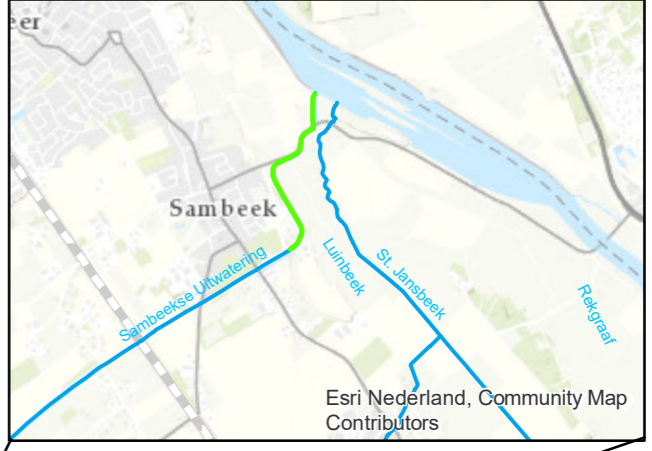 eer
Sambeek
Sambeekse Uitwatering
Luinbeek
St. Jansbeek
Rekgraaf
Esri Nederland, Community Map
Contributors